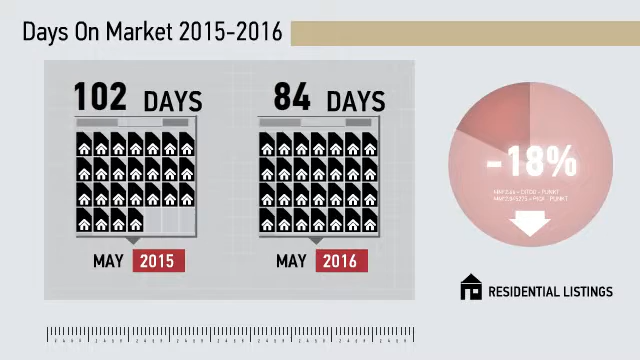 Days On Market 2015-2016
102 DAYS
84 DAYS
-18%
MAY 2015
MAY 2016
RESIDENTIAL LISTINGS